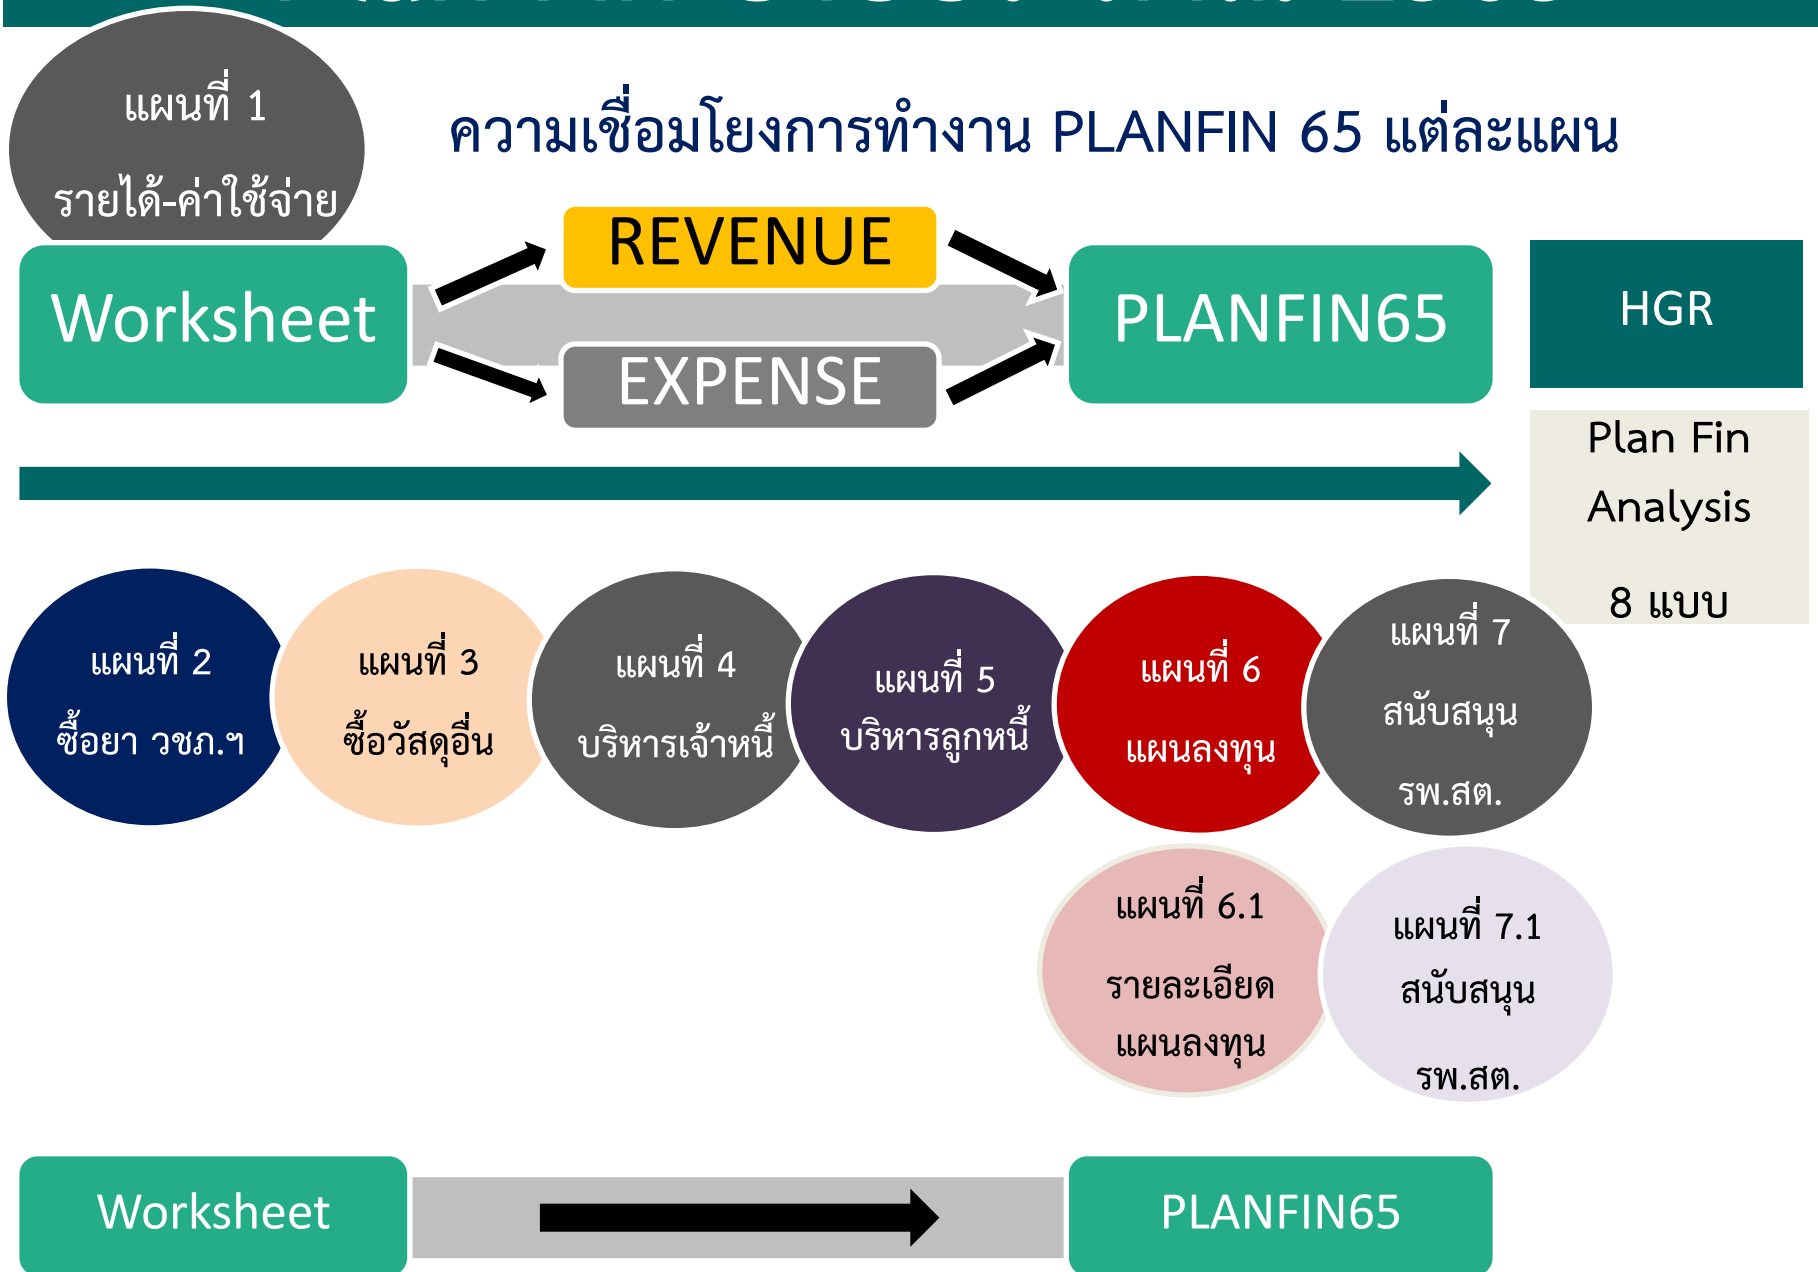 แผนที่ 1
รายได้-ค่าใช้จ่าย
ความเชื่อมโยงการทำงาน PLANFIN 65 แต่ละแผน
Worksheet
REVENUE
EXPENSE
PLANFIN65
HGR
Plan Fin
Analysis
8 แบบ
แผนที่ 2
ซื้อยา วชภ.ฯ
แผนที่ 3
ซื้อวัสดุอื่น
แผนที่ 4
บริหารเจ้าหนี้
แผนที่ 5
บริหารลูกหนี้
แผนที่ 6
แผนลงทุน
แผนที่ 7
สนับสนุน
รพ.สต.
แผนที่ 6.1
รายละเอียด
แผนลงทุน
แผนที่ 7.1
สนับสนุน
รพ.สต.
Worksheet
PLANFIN65